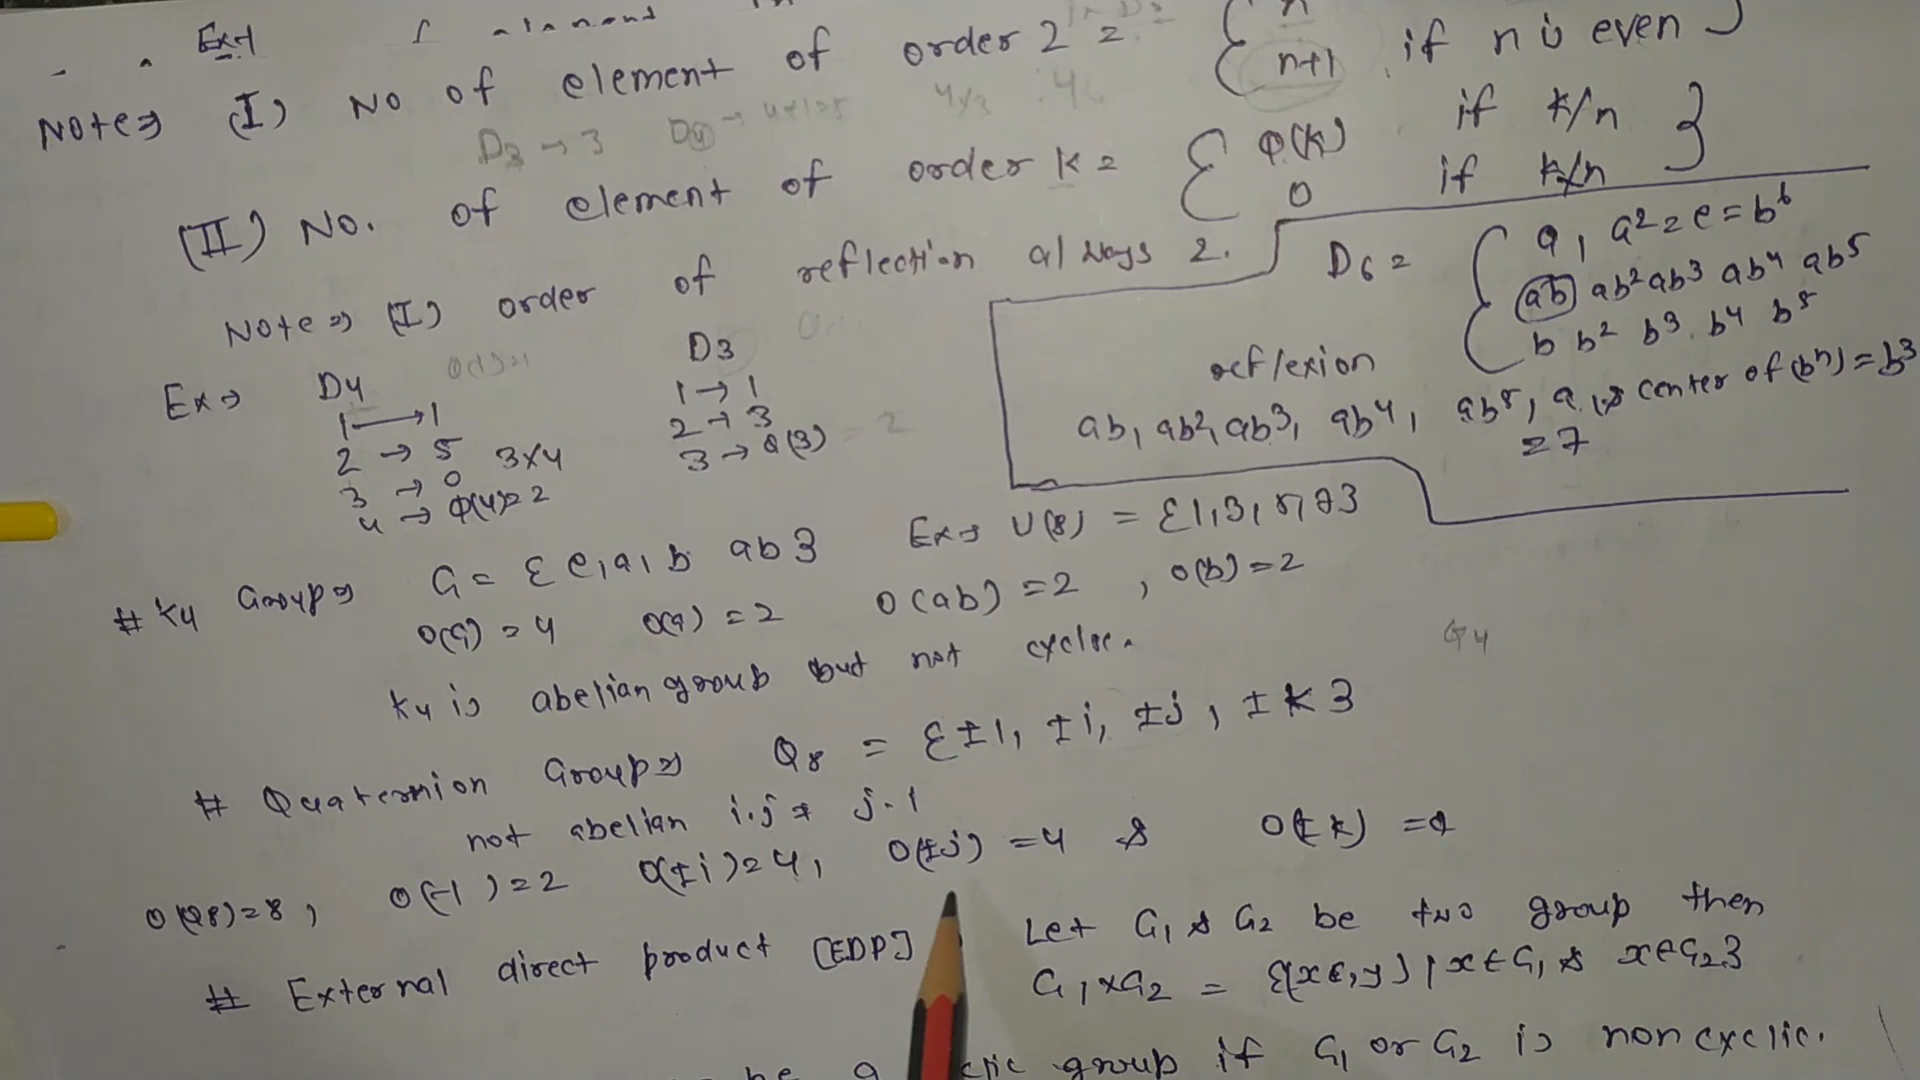 Ex→
Note⇒ (I) No of element of order 2 = { n
n+1 , if n is even }
D3 → 3
(II) No. of element of order k = { φ(k) if k/n
0 if k∤n }
Note⇒ (I) order of reflection always 2.
D6 = { a, a²=e=b⁶
ab ab² ab³ ab⁴ ab⁵
b b² b³ b⁴ b⁵
reflexion
ab, ab², ab³, ab⁴, ab⁵, a, & center of (bⁿ) = b³
= 7
Ex→ D4 D3
1→1 1→1
2→5 3×4 2→3
3→0 3→φ(3) = 2
4→φ(4)=2
# K4 Group⇒ G = {e, a, b ab} Ex→ U(8) = {1, 3, 5, 7}
o(G) = 4 o(a) = 2 o(ab) = 2 , o(b) = 2
K4 is abelian group but not cyclic.
# Quaternion Group⇒ Q8 = {±1, ±i, ±j, ±k}
not abelian i.j ≠ j.i
o(Q8)=8, o(-1)=2 o(±i)=4, o(±j)=4 & o(±k)=4
# External direct product [EDP] Let G1 & G2 be two group then
G1×G2 = {(x,y) | x∈G1 & x∈G2}
be a group if G1 or G2 is non cyclic.